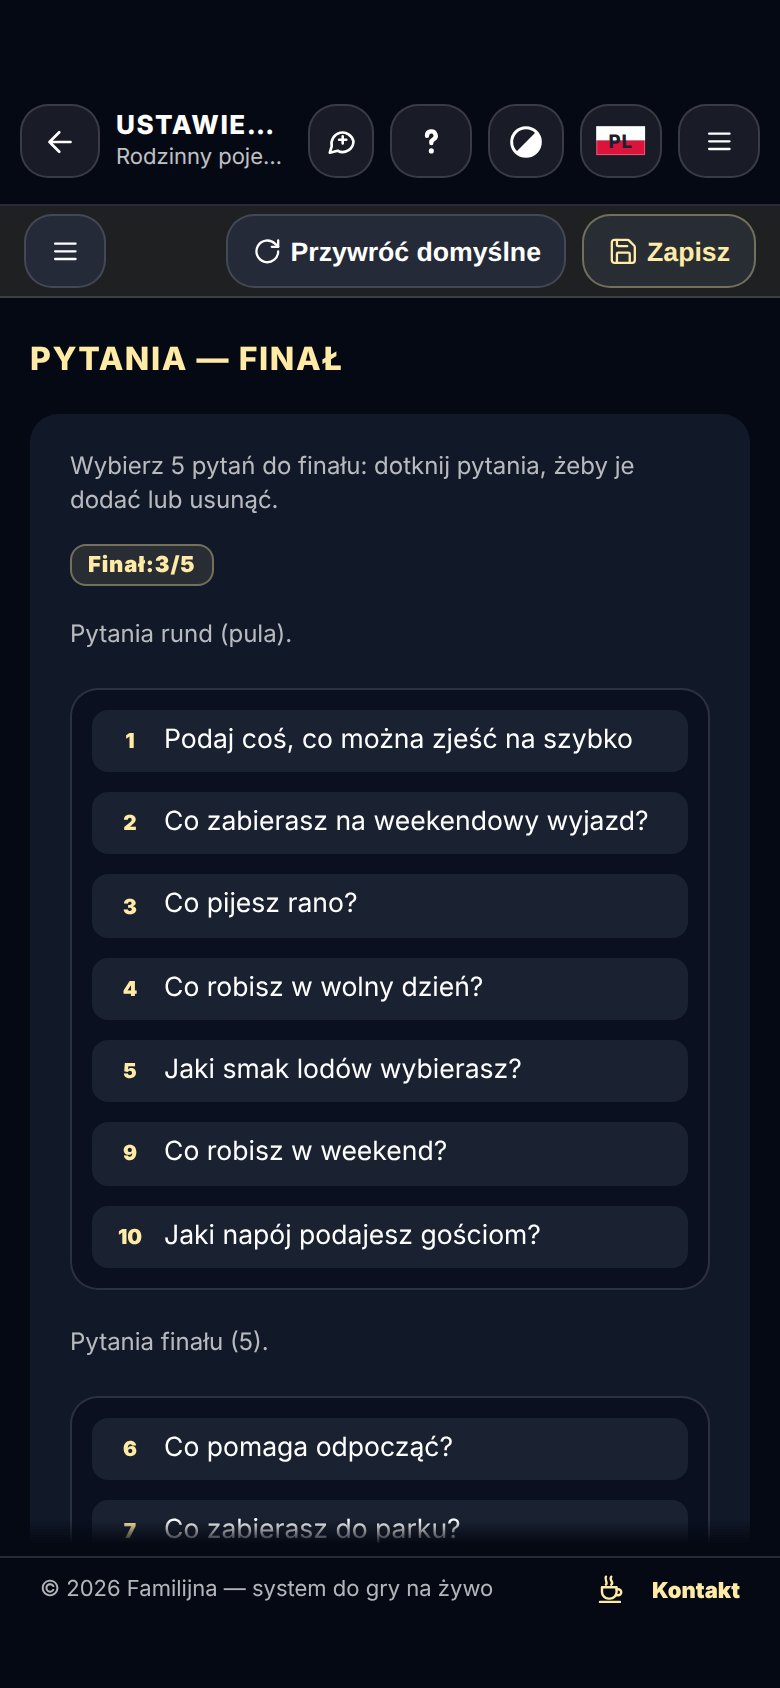 USTAWIE...
Rodzinny poje...
?
PL
Przywróć domyślne
Zapisz
PYTANIA — FINAŁ
Wybierz 5 pytań do finału: dotknij pytania, żeby je
dodać lub usunąć.
Finał:3/5
Pytania rund (pula).
1 Podaj coś, co można zjeść na szybko
2 Co zabierasz na weekendowy wyjazd?
3 Co pijesz rano?
4 Co robisz w wolny dzień?
5 Jaki smak lodów wybierasz?
9 Co robisz w weekend?
10 Jaki napój podajesz gościom?
Pytania finału (5).
6 Co pomaga odpocząć?
7 Co zabierasz do parku?
© 2026 Familijna — system do gry na żywo
Kontakt